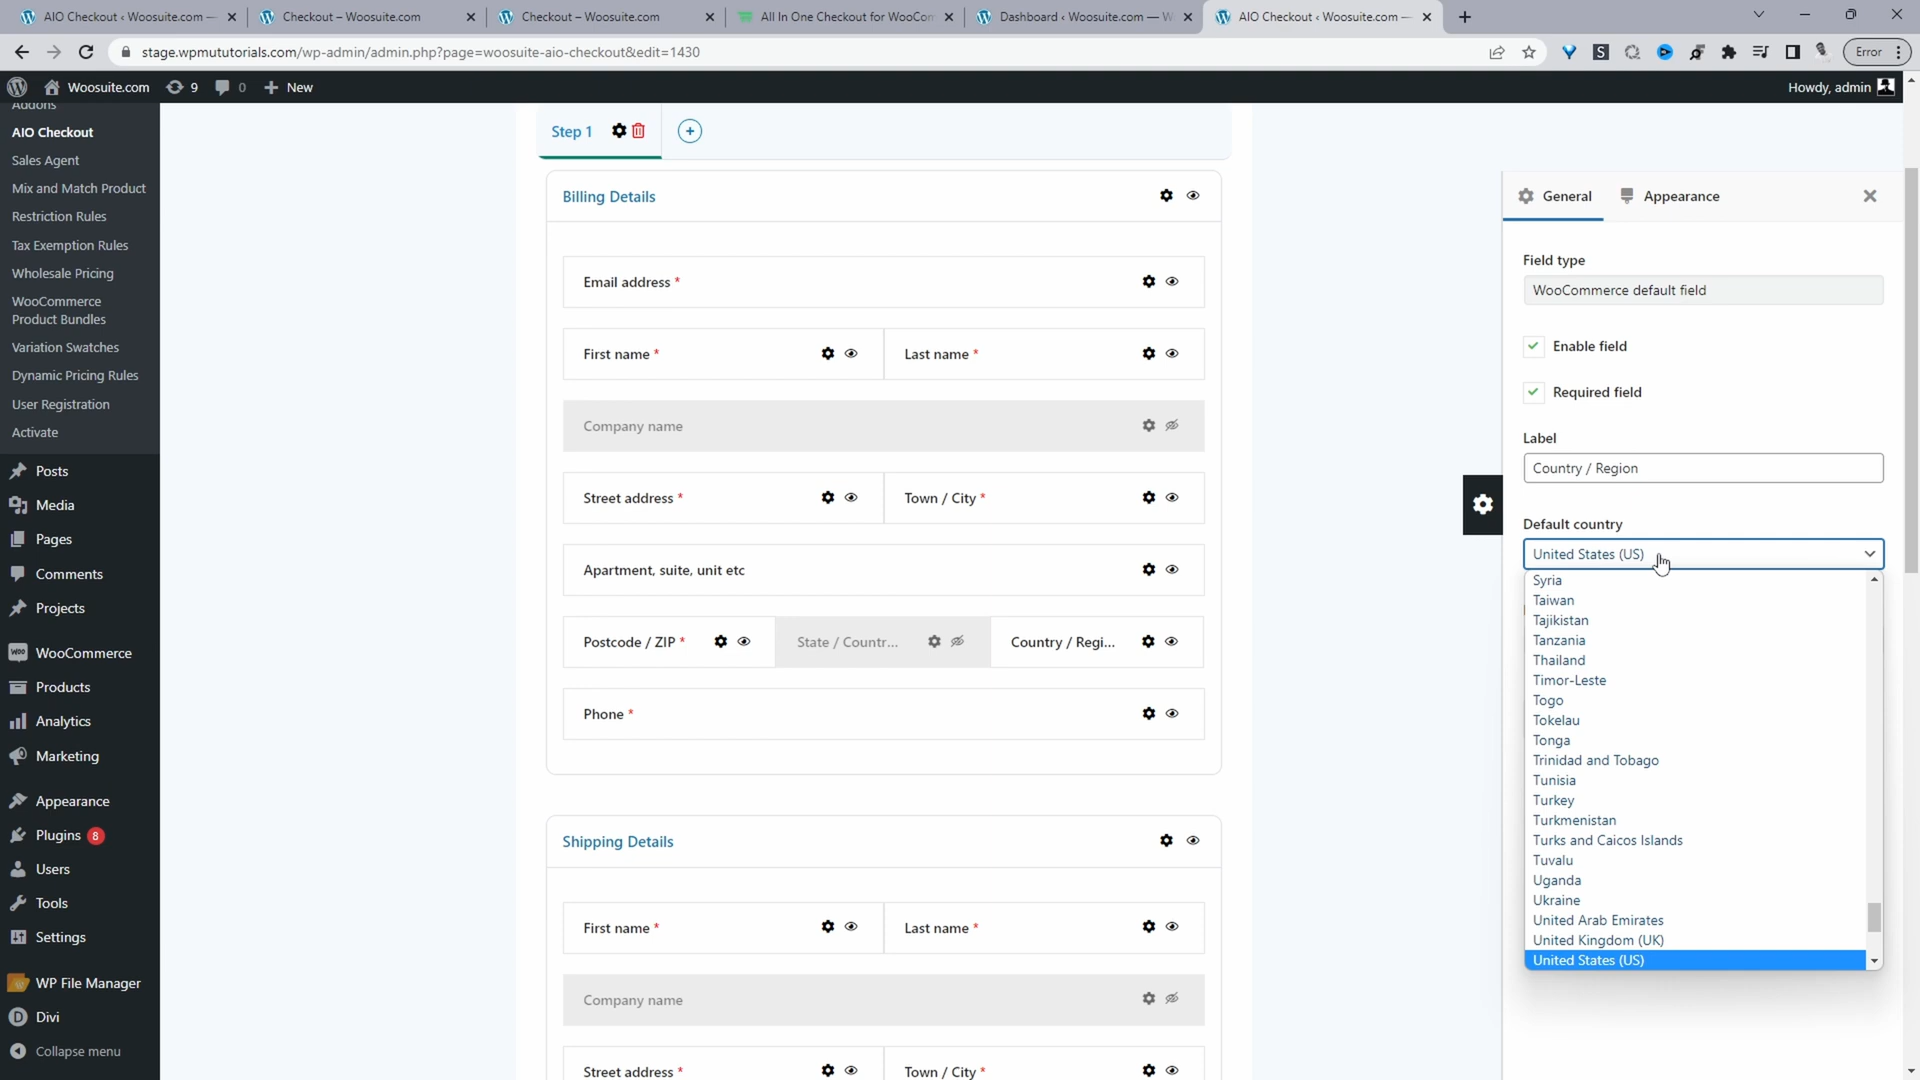 AIO Checkout ‹ Woosuite.com —
Checkout – Woosuite.com
Checkout – Woosuite.com
All In One Checkout for WooCom
Dashboard ‹ Woosuite.com — W
AIO Checkout ‹ Woosuite.com —
stage.wpmututorials.com/wp-admin/admin.php?page=woosuite-aio-checkout&edit=1430
Error
Woosuite.com
9
0
New
Howdy, admin
Addons
AIO Checkout
Sales Agent
Mix and Match Product
Restriction Rules
Tax Exemption Rules
Wholesale Pricing
WooCommerce
Product Bundles
Variation Swatches
Dynamic Pricing Rules
User Registration
Activate
Posts
Media
Pages
Comments
Projects
WooCommerce
Products
Analytics
Marketing
Appearance
Plugins 8
Users
Tools
Settings
WP File Manager
Divi
Collapse menu
Step 1
Billing Details
Email address *
First name *
Last name *
Company name
Street address *
Town / City *
Apartment, suite, unit etc
Postcode / ZIP *
State / Countr...
Country / Regi...
Phone *
Shipping Details
First name *
Last name *
Company name
Street address *
Town / City *
General
Appearance
Field type
WooCommerce default field
Enable field
Required field
Label
Country / Region
Default country
United States (US)
Syria
Taiwan
Tajikistan
Tanzania
Thailand
Timor-Leste
Togo
Tokelau
Tonga
Trinidad and Tobago
Tunisia
Turkey
Turkmenistan
Turks and Caicos Islands
Tuvalu
Uganda
Ukraine
United Arab Emirates
United Kingdom (UK)
United States (US)